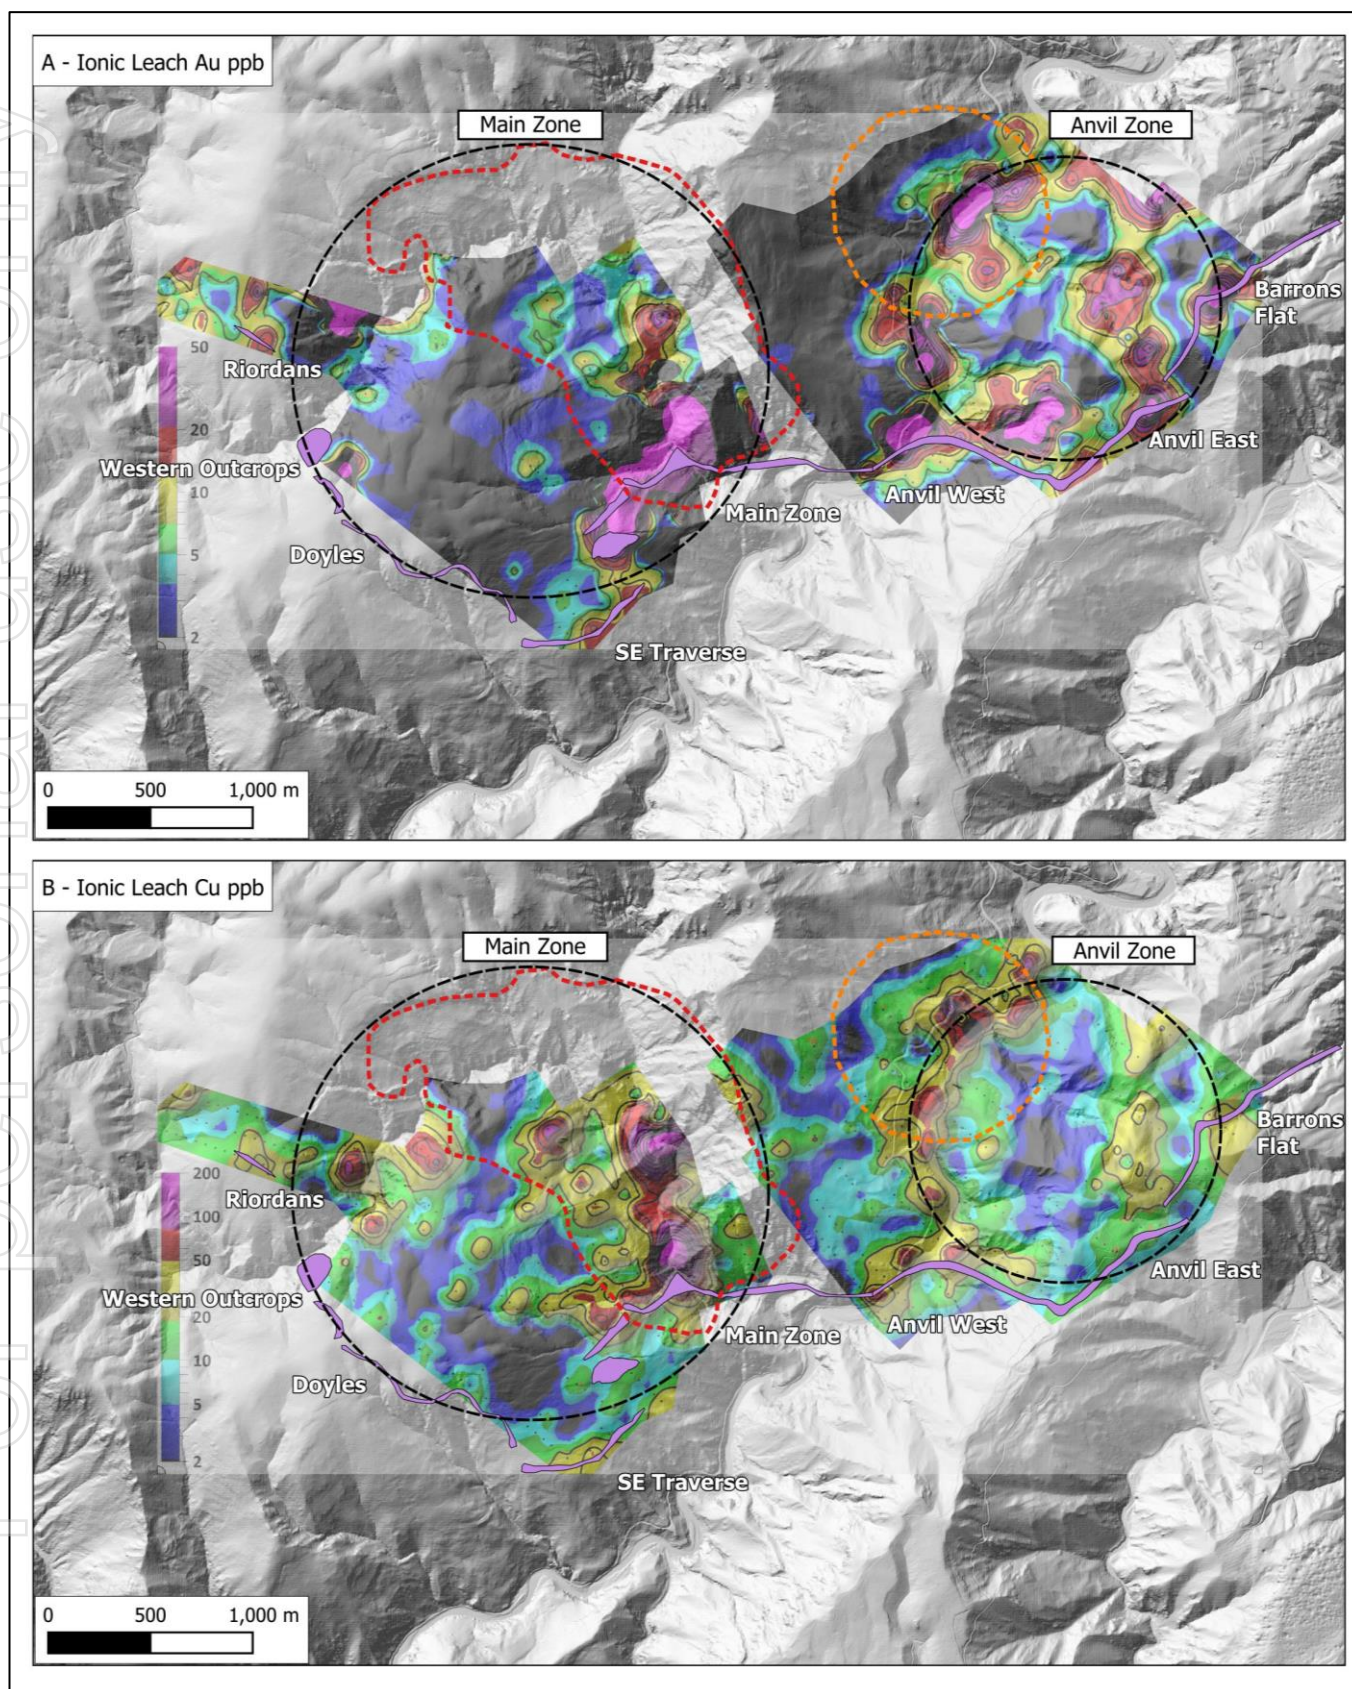 A - Ionic Leach Au ppb
Main Zone
Anvil Zone
Barrons
Flat
Riordans
50
20
10
5
2
Western Outcrops
Anvil East
Anvil West
Main Zone
Doyles
SE Traverse
0 500 1,000 m
B - Ionic Leach Cu ppb
Main Zone
Anvil Zone
Barrons
Flat
Riordans
200
100
50
20
10
5
2
Western Outcrops
Anvil East
Anvil West
Main Zone
Doyles
SE Traverse
0 500 1,000 m